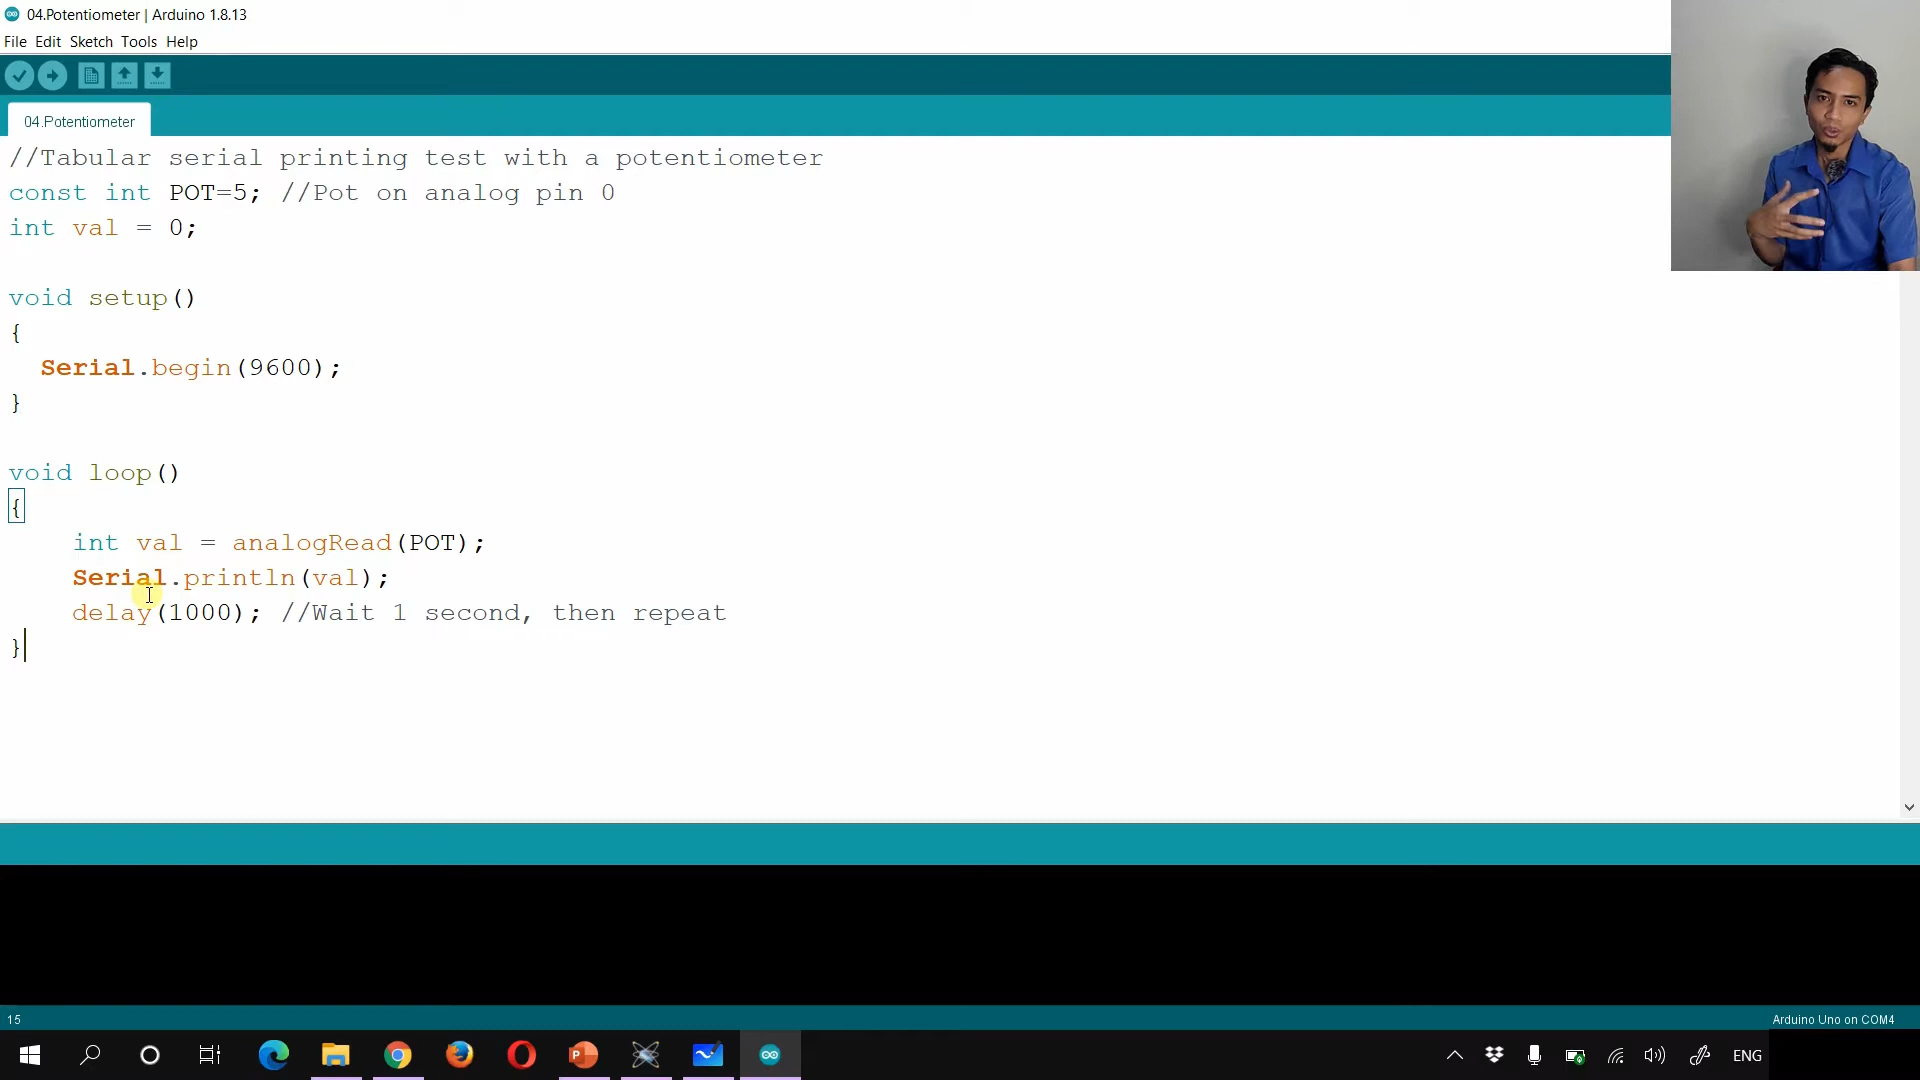 04.Potentiometer | Arduino 1.8.13
File Edit Sketch Tools Help
04.Potentiometer
//Tabular serial printing test with a potentiometer
const int POT=5; //Pot on analog pin 0
int val = 0;
void setup()
{
Serial.begin(9600);
}
void loop()
{
int val = analogRead(POT);
Serial.println(val);
delay(1000); //Wait 1 second, then repeat
}
15
Arduino Uno on COM4
ENG